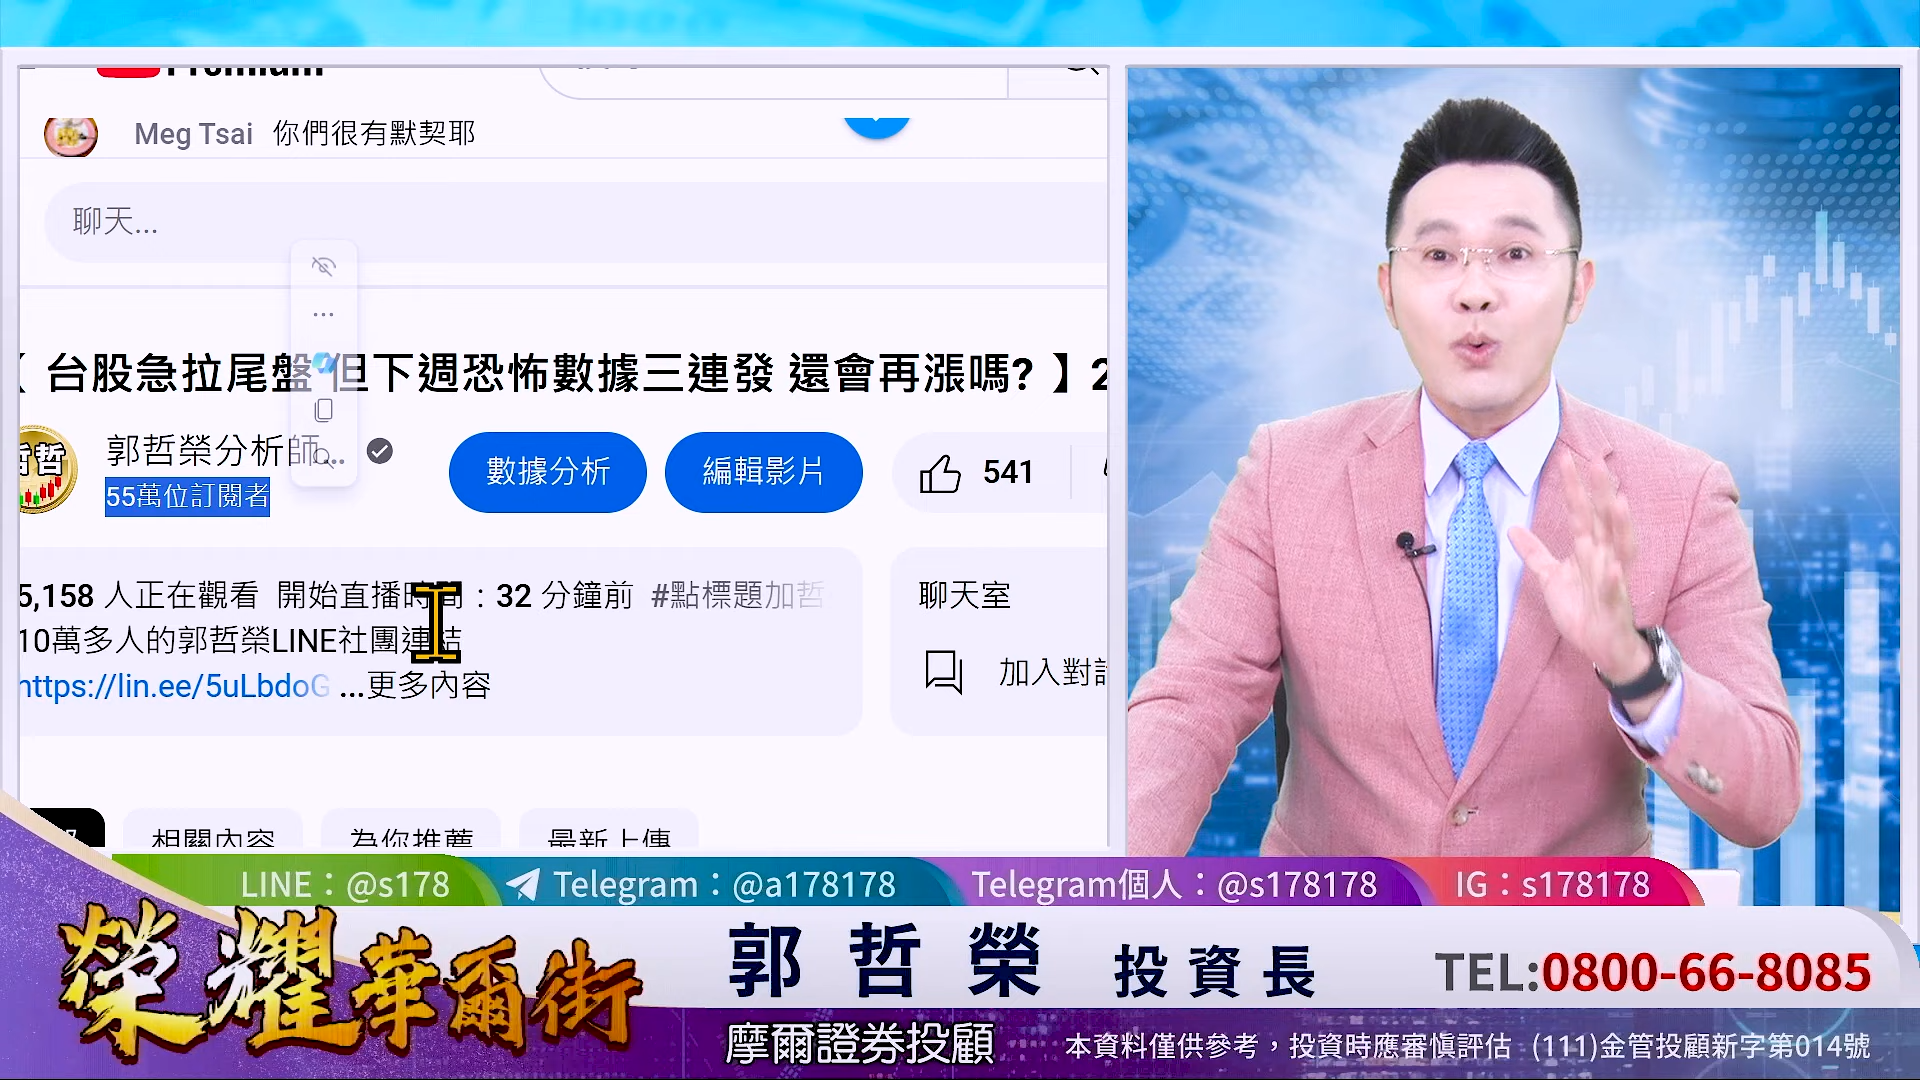 Premium
Meg Tsai 你們很有默契耶
聊天...
台股急拉尾盤 但下週恐怖數據三連發 還會再漲嗎? 】2
郭哲榮分析師...
55萬位訂閱者
數據分析
編輯影片
541
5,158 人正在觀看 開始直播時間：32 分鐘前 #點標題加哲
10萬多人的郭哲榮LINE社團連結
https://lin.ee/5uLbdoG ...更多內容
聊天室
加入對
相關內容
為你推薦
最新上傳
LINE：@s178
Telegram：@a178178
Telegram個人：@s178178
IG：s178178
榮耀華爾街
郭哲榮 投資長
TEL:0800-66-8085
摩爾證券投顧
本資料僅供參考，投資時應審慎評估 (111)金管投顧新字第014號